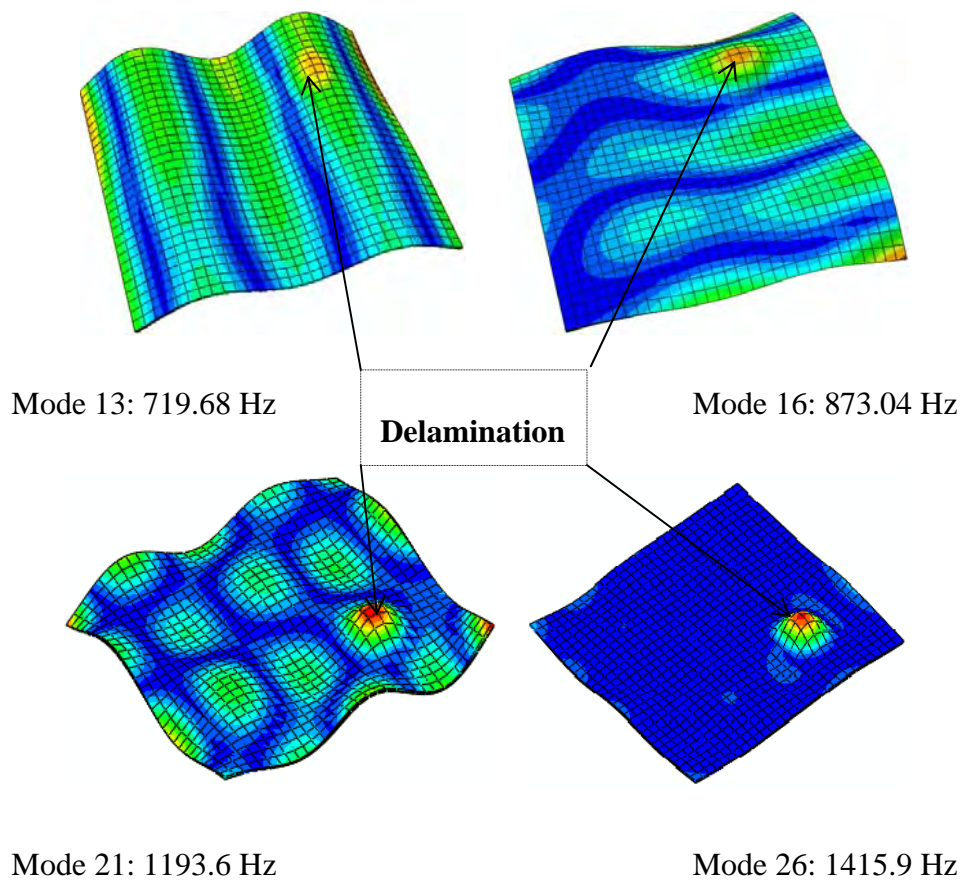 Mode 13: 719.68 Hz
Mode 16: 873.04 Hz
Delamination
Mode 21: 1193.6 Hz
Mode 26: 1415.9 Hz